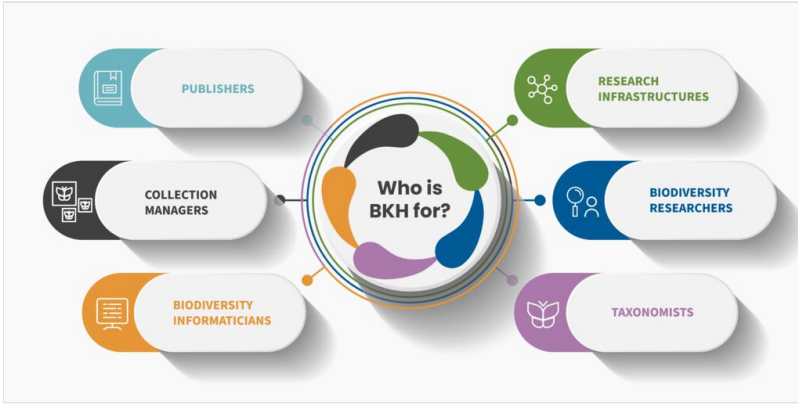 Who is
BKH for?
PUBLISHERS
COLLECTION
MANAGERS
BIODIVERSITY
INFORMATICIANS
RESEARCH
INFRASTRUCTURES
BIODIVERSITY
RESEARCHERS
TAXONOMISTS